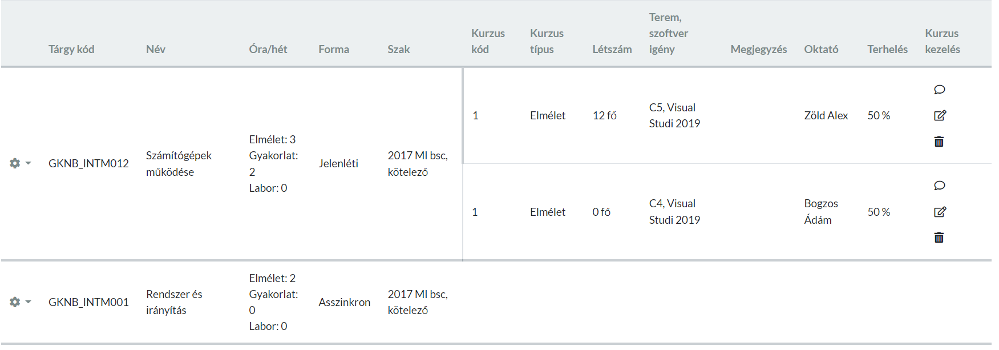 Tárgy kód
Név
Óra/hét
Forma
Szak
Kurzus
kód
Kurzus
típus
Létszám
Terem,
szoftver
igény
Megjegyzés
Oktató
Terhelés
Kurzus
kezelés
GKNB_INTM012
Számítógépek
működése
Elmélet: 3
Gyakorlat:
2
Labor: 0
Jelenléti
2017 MI bsc,
kötelező
1
Elmélet
12 fő
C5, Visual
Studi 2019
Zöld Alex
50 %
1
Elmélet
0 fő
C4, Visual
Studi 2019
Bogzos
Ádám
50 %
GKNB_INTM001
Rendszer és
irányítás
Elmélet: 2
Gyakorlat:
0
Labor: 0
Asszinkron
2017 MI bsc,
kötelező